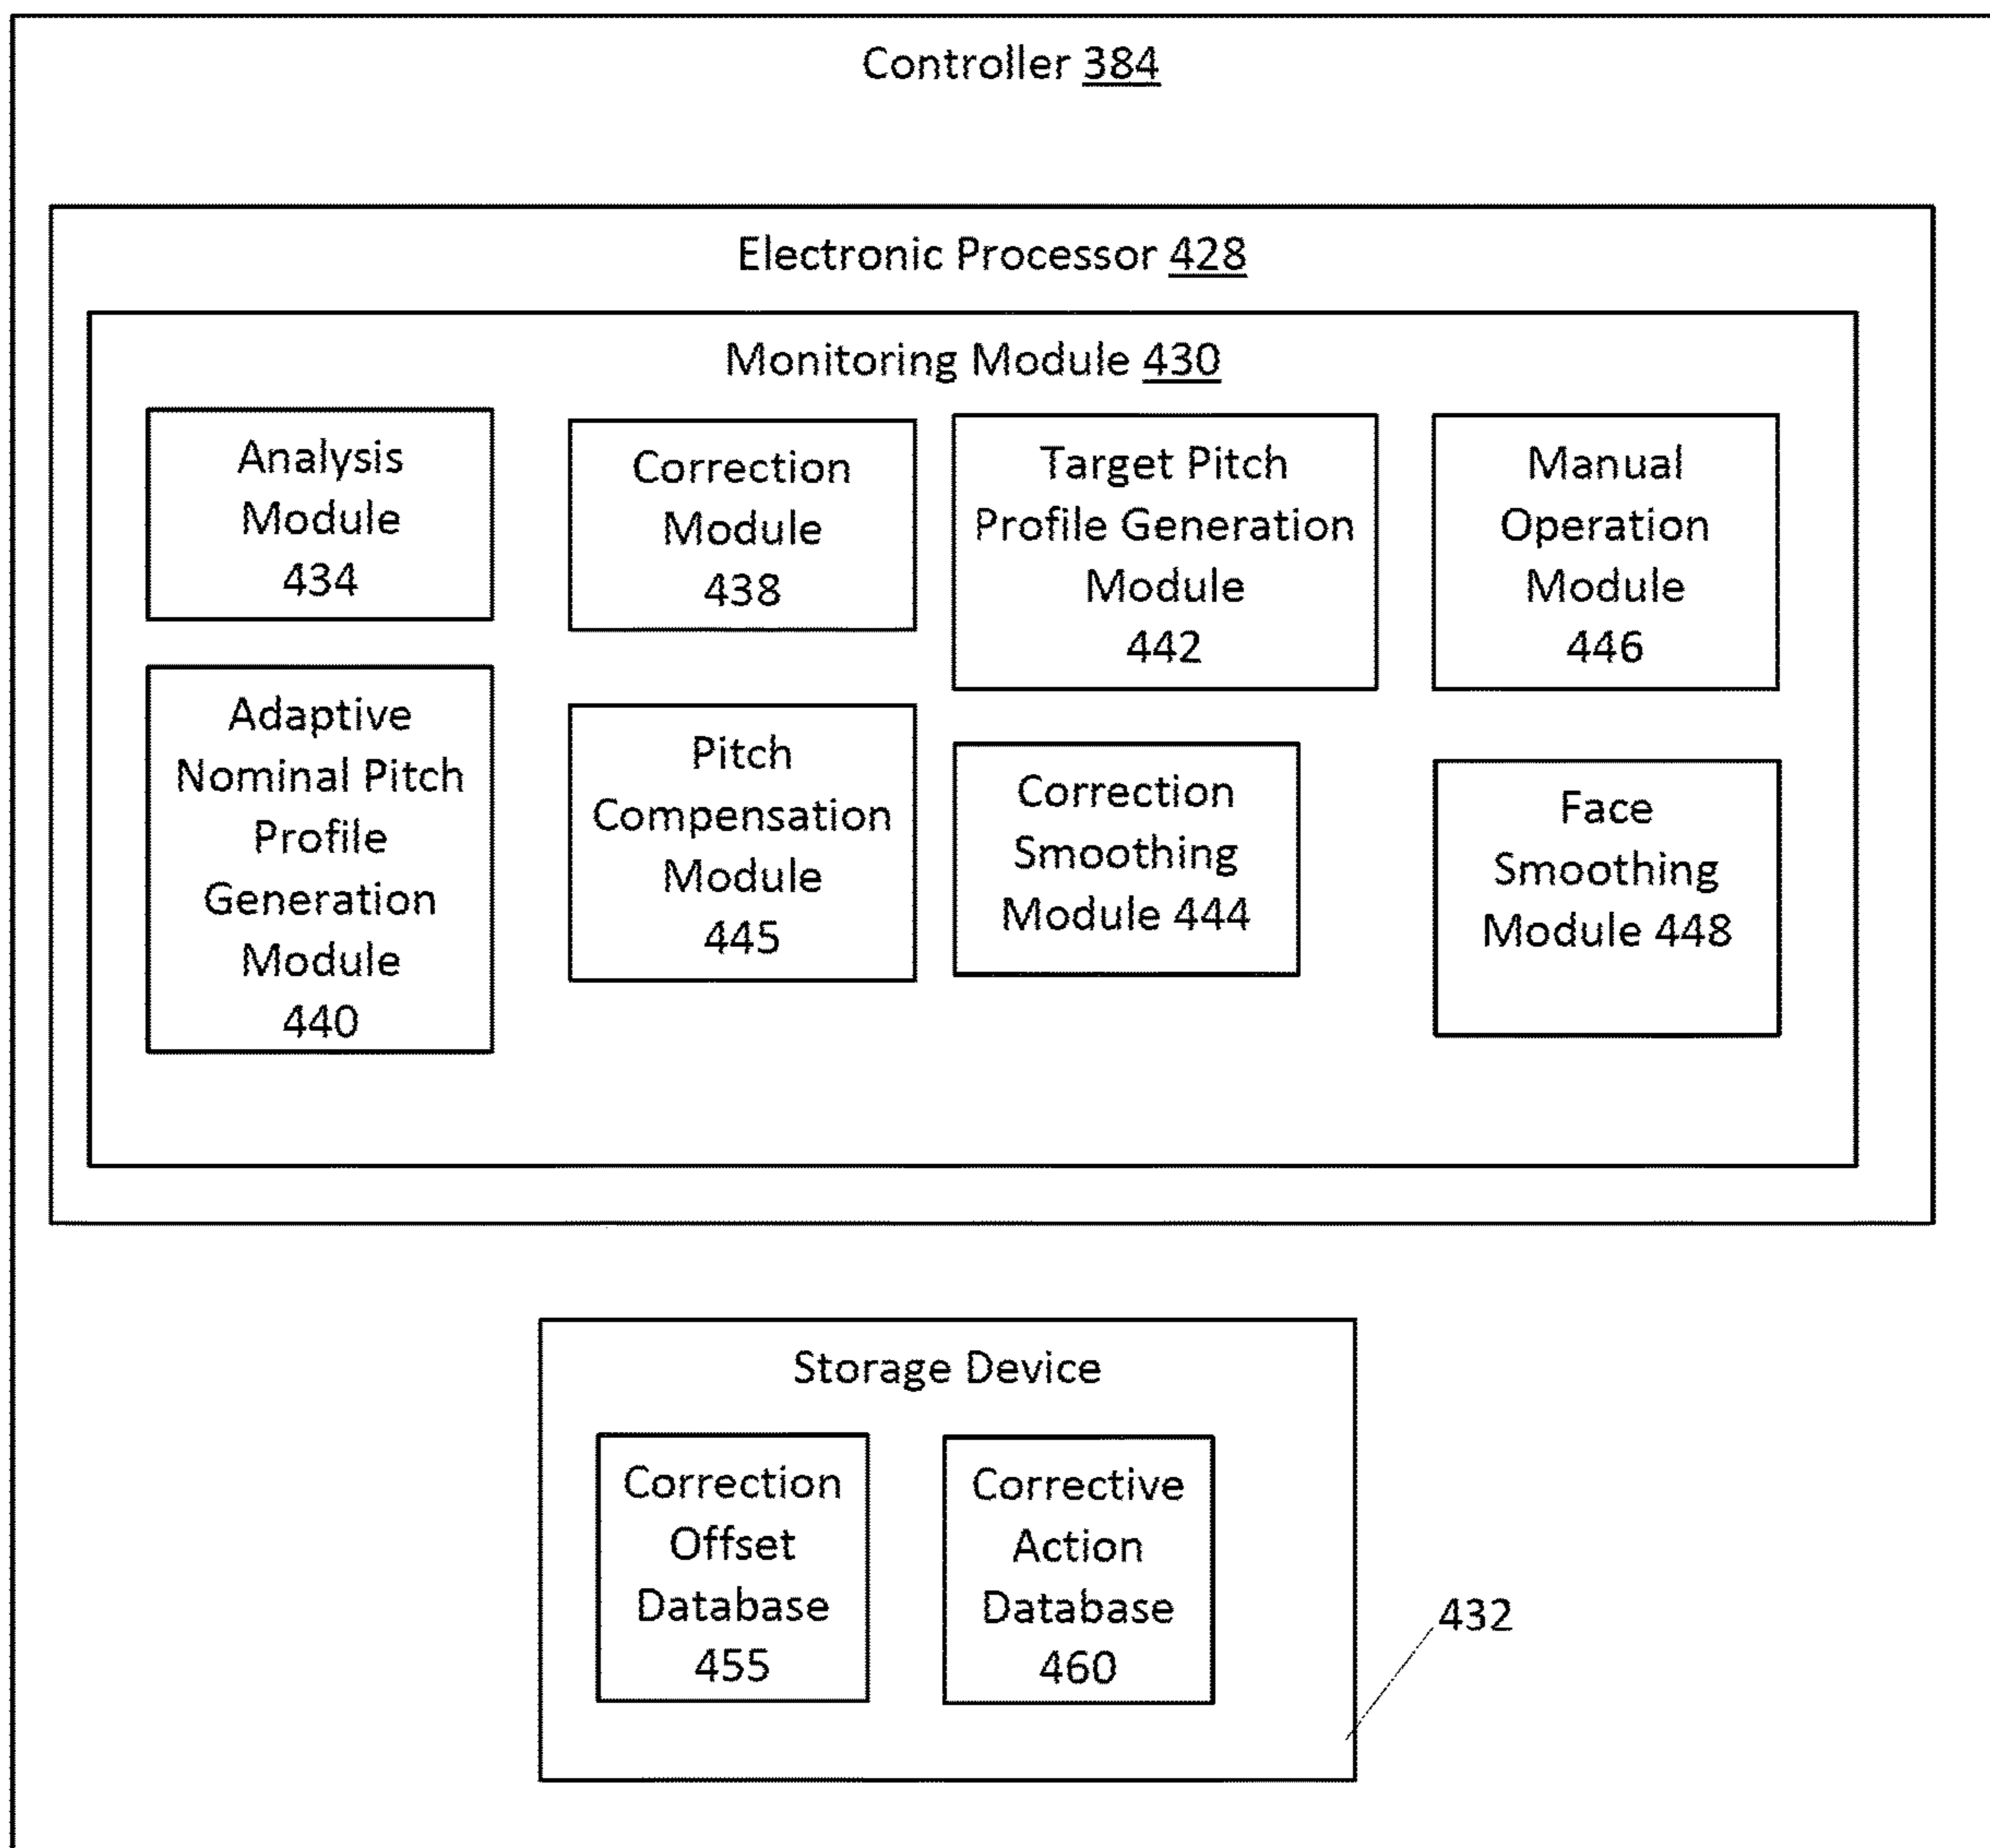 Controller 384
Electronic Processor 428
Monitoring Module 430
Analysis
Module
434
Correction
Module
438
Target Pitch
Profile Generation
Module
442
Manual
Operation
Module
446
Adaptive
Nominal Pitch
Profile
Generation
Module
440
Pitch
Compensation
Module
445
Correction
Smoothing
Module 444
Face
Smoothing
Module 448
Storage Device
Correction
Offset
Database
455
Corrective
Action
Database
460
432